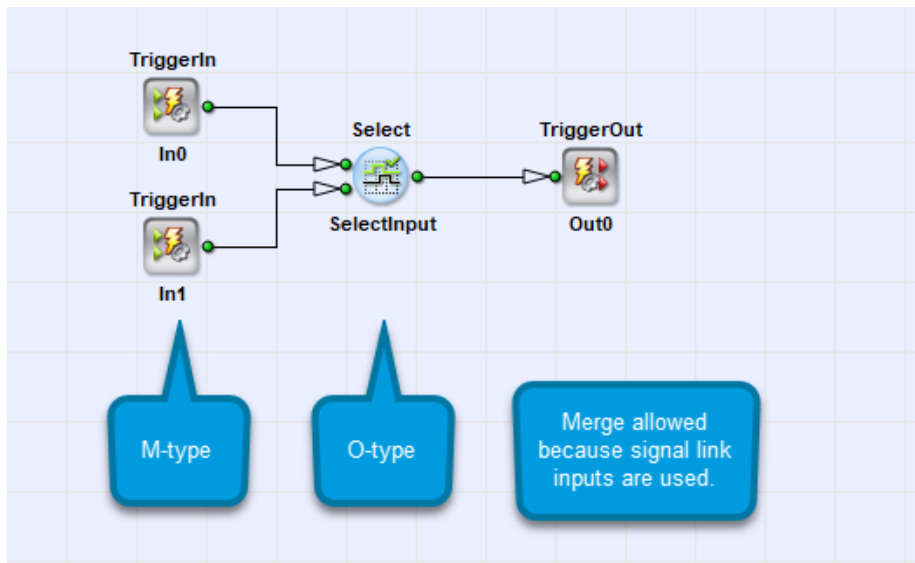 TriggerIn
In0
TriggerIn
In1
Select
SelectInput
TriggerOut
Out0
M-type
O-type
Merge allowed
because signal link
inputs are used.